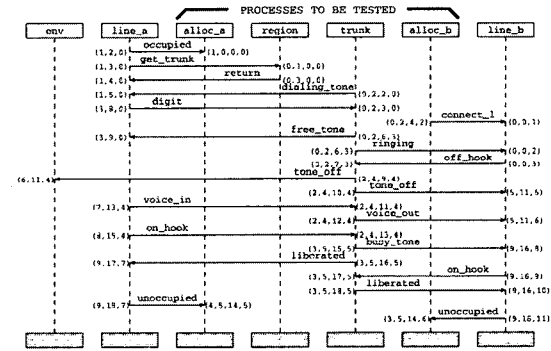 PROCESSES TO BE TESTED
env line_a alloc_a region trunk alloc_b line_b
occupied
(1,2,0) (1,0,0,0)
get_trunk
(1,3,0) (0,1,0,0)
return
(1,4,0) (0,3,0,0)
dialing_tone
(1,5,0) (0,2,2,0)
digit
(3,8,0) (0,2,3,0)
connect_1
(0,2,4,2) (0,0,1)
free_tone
(3,9,0) (0,2,6,3)
ringing
(0,2,6,3) (0,0,2)
off_hook
(0,0,3)
tone_off
(6,11,4) (2,4,9,4)
tone_off
(2,4,10,4) (5,11,5)
voice_in
(7,13,4) (2,4,11,4)
voice_out
(2,4,12,4) (5,11,6)
on_hook
(8,15,4) (2,4,13,4)
busy_tone
(3,5,15,5) (9,16,8)
liberated
(9,17,7) (3,5,16,5)
on_hook
(3,5,17,5) (9,16,9)
liberated
(3,5,18,5) (9,16,10)
unoccupied
(9,18,7) (4,5,14,5)
unoccupied
(3,5,14,6) (9,16,11)